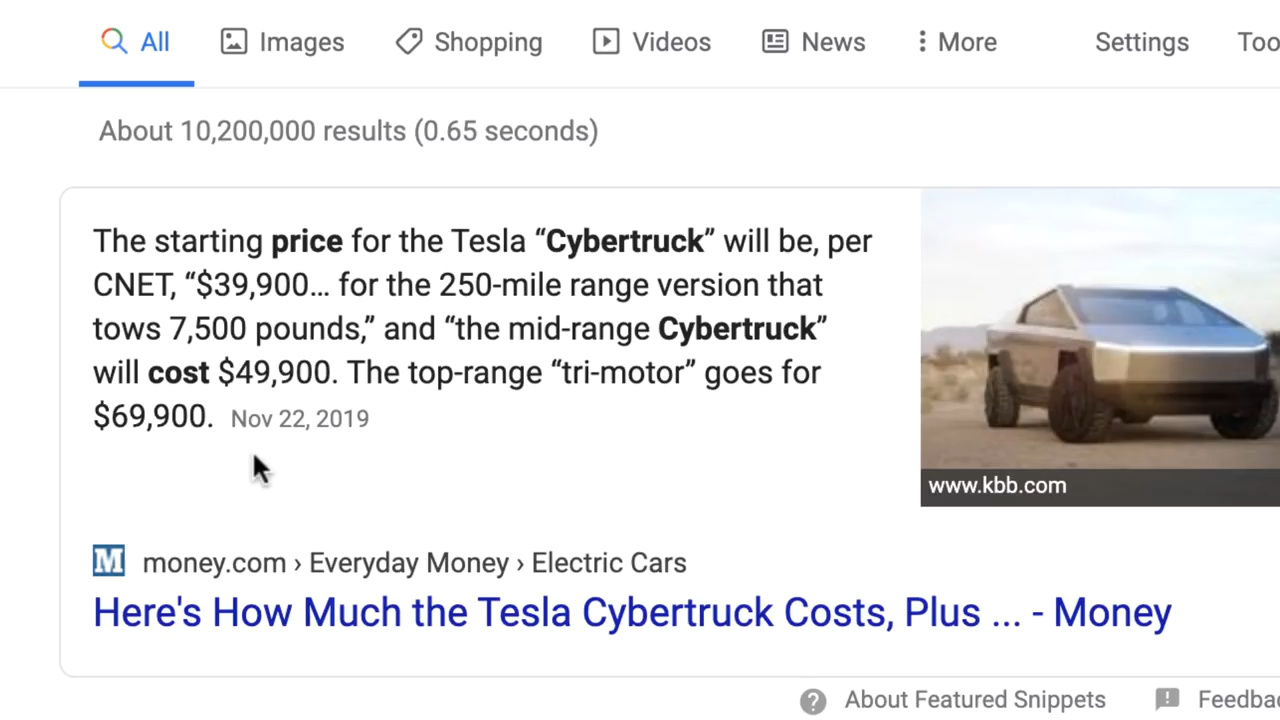 All Images Shopping Videos News More Settings
About 10,200,000 results (0.65 seconds)
The starting price for the Tesla “Cybertruck” will be, per
CNET, “$39,900… for the 250-mile range version that
tows 7,500 pounds,” and “the mid-range Cybertruck”
will cost $49,900. The top-range “tri-motor” goes for
$69,900. Nov 22, 2019
www.kbb.com
M money.com › Everyday Money › Electric Cars
Here's How Much the Tesla Cybertruck Costs, Plus ... - Money
About Featured Snippets